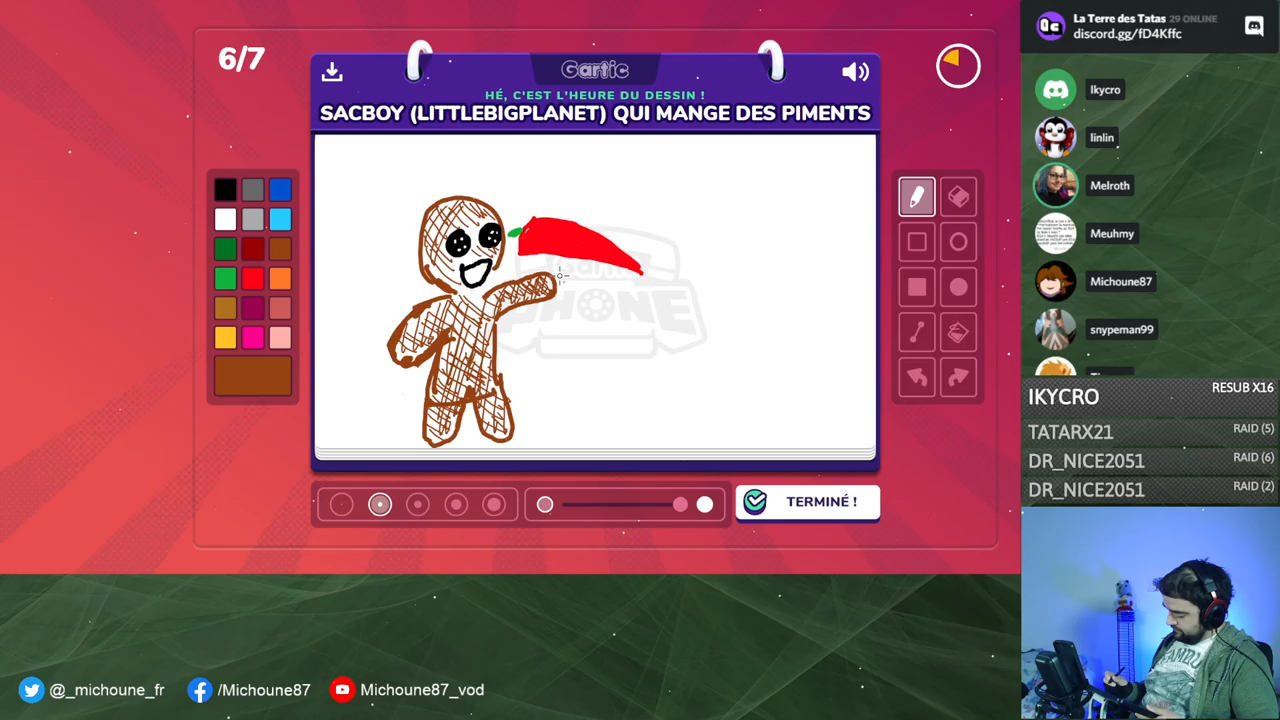 6/7
Gartic
HÉ, C'EST L'HEURE DU DESSIN !
SACBOY (LITTLEBIGPLANET) QUI MANGE DES PIMENTS
Gartic
PHONE
TERMINÉ !
La Terre des Tatas 29 ONLINE
discord.gg/fD4Kffc
Ikycro
linlin
Melroth
Meuhmy
Michoune87
snypeman99
IKYCRO RESUB X16
TATARX21 RAID (5)
DR_NICE2051 RAID (6)
DR_NICE2051 RAID (2)
@_michoune_fr
/Michoune87
Michoune87_vod